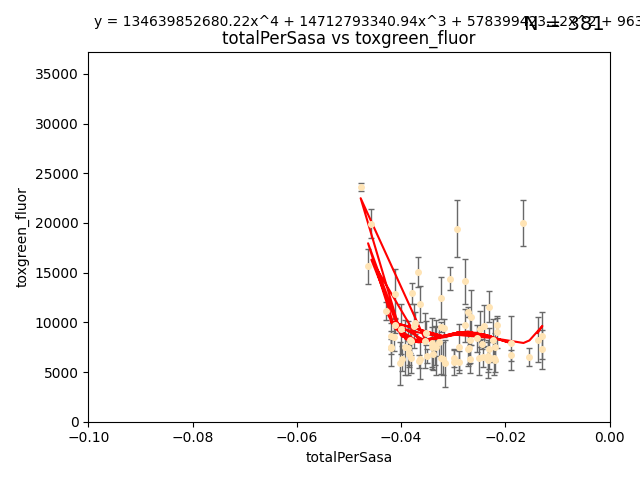 y = 134639852680.22x^4 + 14712793340.94x^3 +
N = 381
totalPerSasa vs toxgreen_fluor
35000
30000
25000
20000
15000
10000
5000
0
toxgreen_fluor
−0.10
−0.08
−0.06
−0.04
−0.02
0.00
totalPerSasa